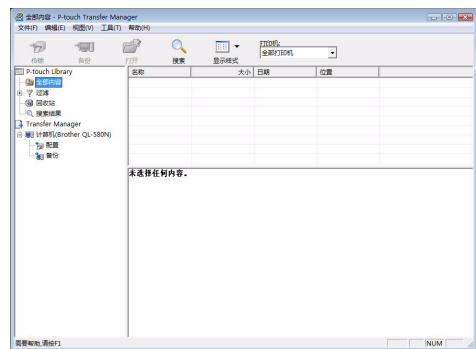 全部内容 - P-touch Transfer Manager
文件(F) 编辑(E) 视图(V) 工具(T) 帮助(H)
传输 备份 打开 搜索 显示样式
打印机:
全部打印机
P-touch Library
全部内容
过滤
回收站
搜索结果
Transfer Manager
计算机(Brother QL-580N)
配置
备份
名称 大小 日期 位置
未选择任何内容。
需要帮助,请按F1
NUM